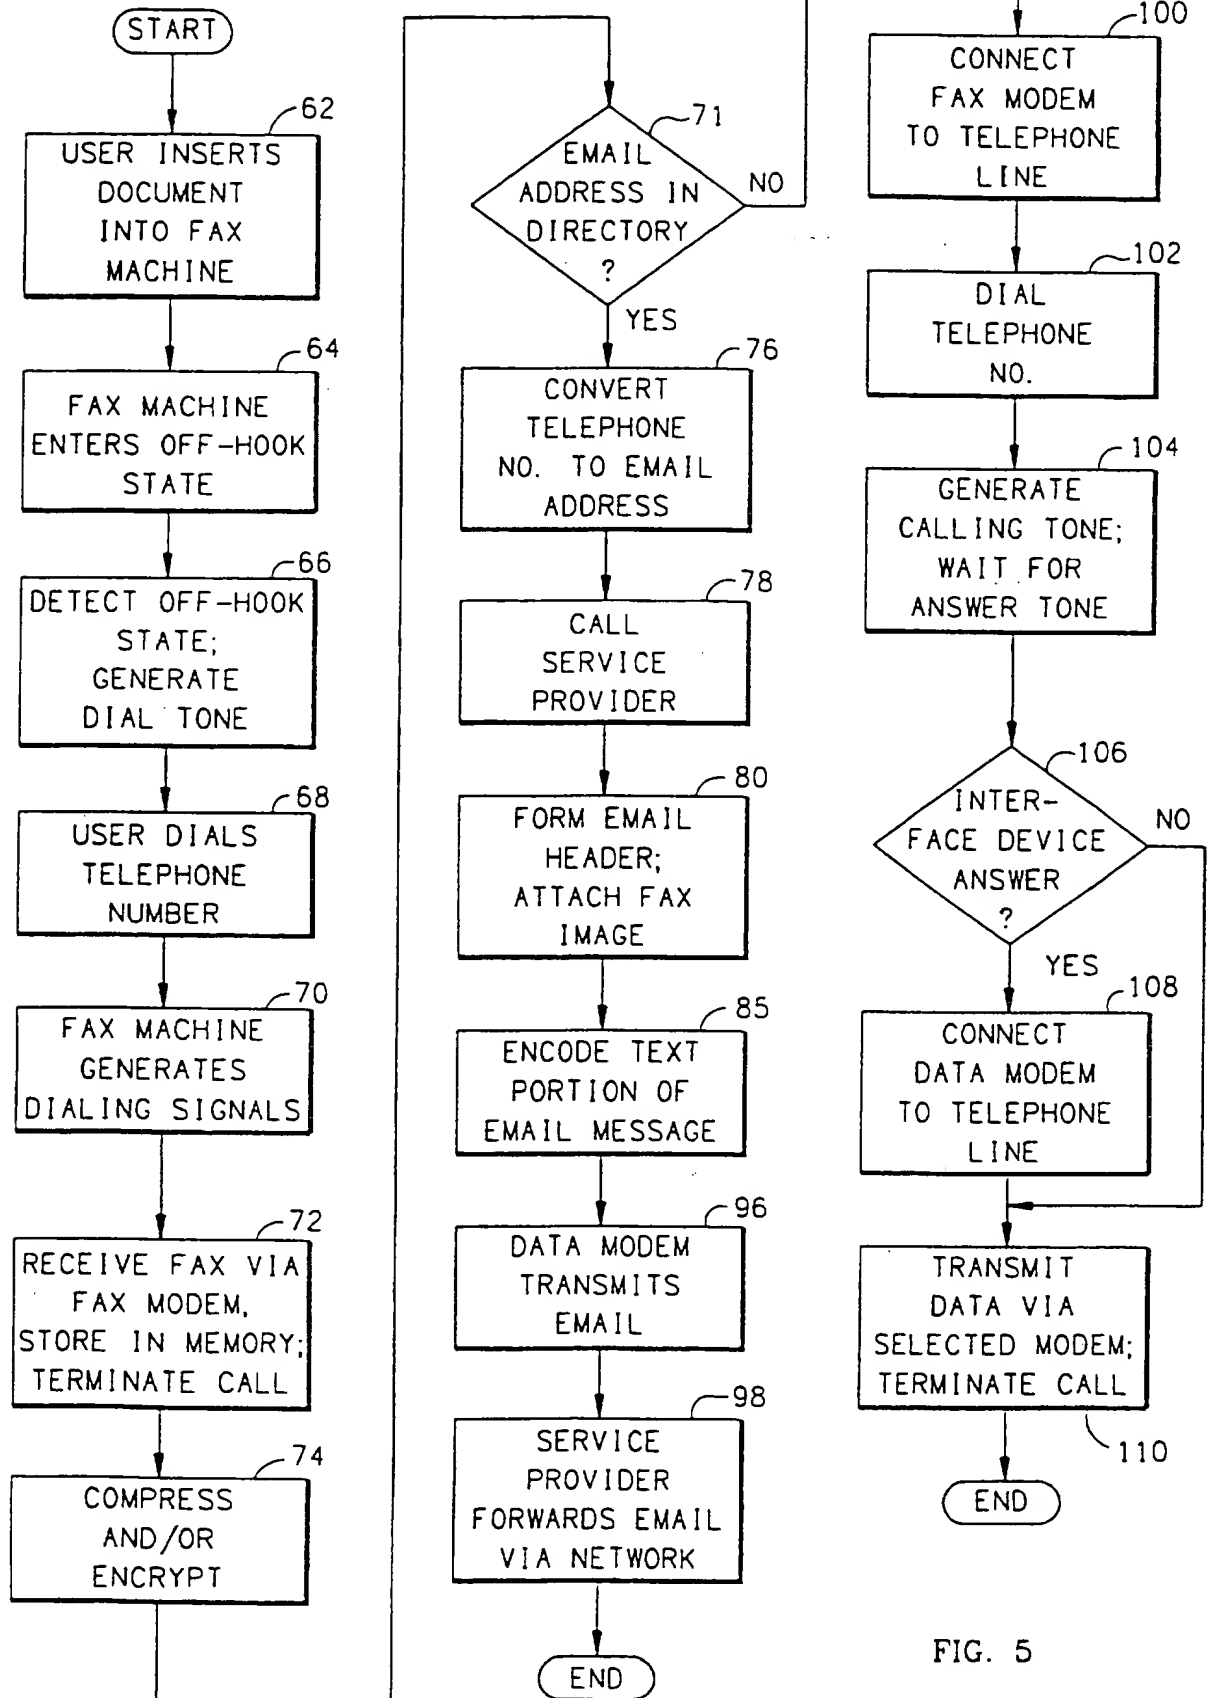 START
62
USER INSERTS
DOCUMENT
INTO FAX
MACHINE
64
FAX MACHINE
ENTERS OFF-HOOK
STATE
66
DETECT OFF-HOOK
STATE;
GENERATE
DIAL TONE
68
USER DIALS
TELEPHONE
NUMBER
70
FAX MACHINE
GENERATES
DIALING SIGNALS
72
RECEIVE FAX VIA
FAX MODEM,
STORE IN MEMORY;
TERMINATE CALL
74
COMPRESS
AND/OR
ENCRYPT
71
EMAIL
ADDRESS IN
DIRECTORY
?
NO
YES
76
CONVERT
TELEPHONE
NO. TO EMAIL
ADDRESS
78
CALL
SERVICE
PROVIDER
80
FORM EMAIL
HEADER;
ATTACH FAX
IMAGE
85
ENCODE TEXT
PORTION OF
EMAIL MESSAGE
96
DATA MODEM
TRANSMITS
EMAIL
98
SERVICE
PROVIDER
FORWARDS EMAIL
VIA NETWORK
END
100
CONNECT
FAX MODEM
TO TELEPHONE
LINE
102
DIAL
TELEPHONE
NO.
104
GENERATE
CALLING TONE;
WAIT FOR
ANSWER TONE
106
INTER-
FACE DEVICE
ANSWER
?
NO
YES
108
CONNECT
DATA MODEM
TO TELEPHONE
LINE
TRANSMIT
DATA VIA
SELECTED MODEM;
TERMINATE CALL
110
END
FIG. 5